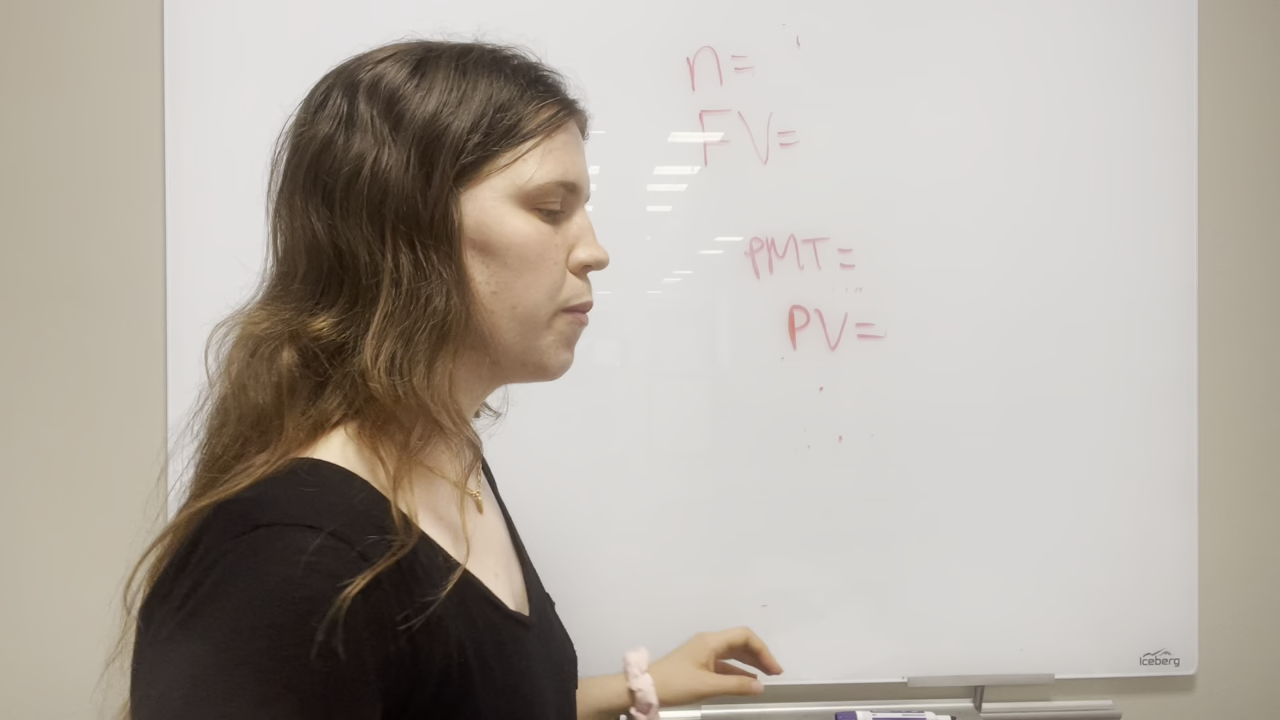 n=
FV=
PMT=
PV=
Iceberg